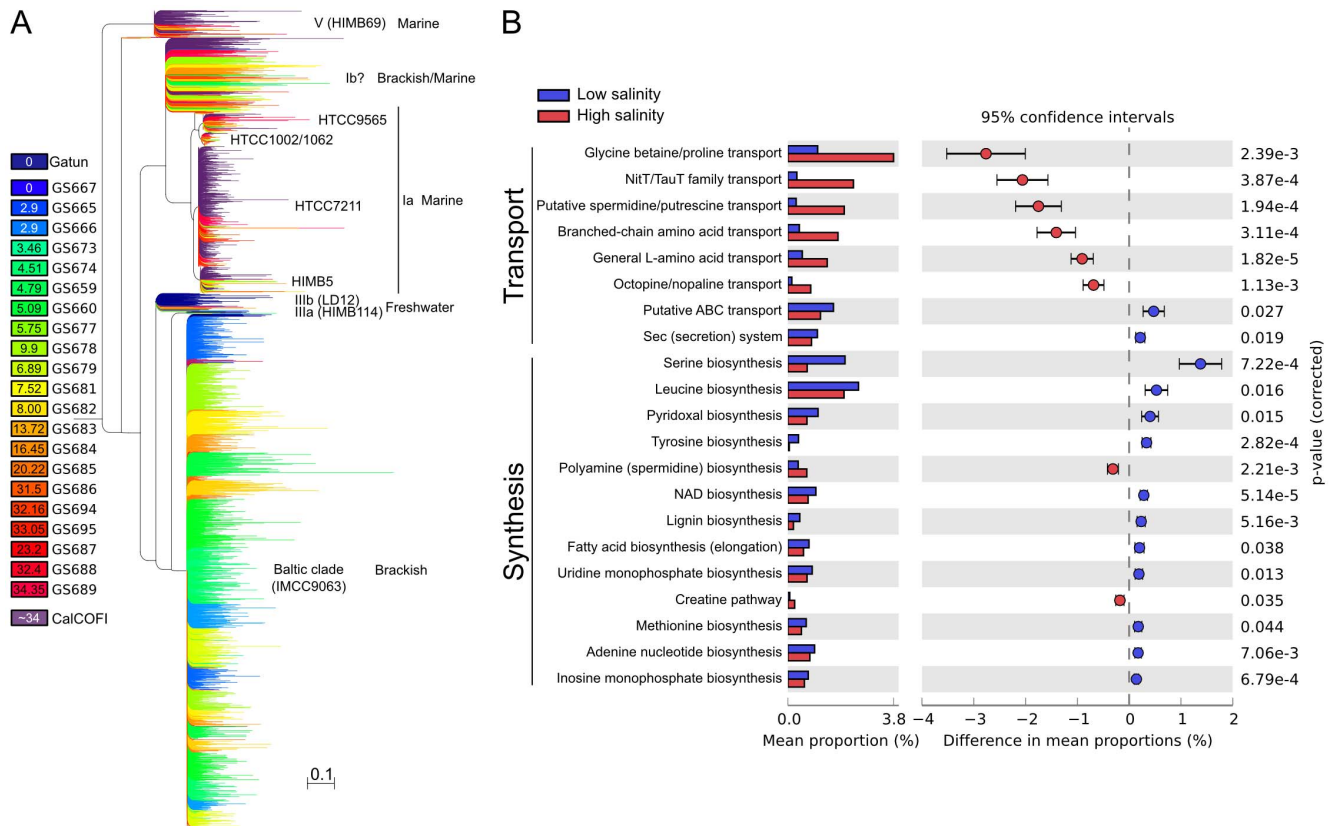 A
V (HIMB69) Marine
Ib? Brackish/Marine
HTCC9565
HTCC1002/1062
HTCC7211
Ia Marine
HIMB5
IIIb (LD12)
IIIa (HIMB114)
Freshwater
Baltic clade
(IMCC9063)
Brackish
0.1
0 Gatun
0 GS667
2.9 GS665
2.9 GS666
3.46 GS673
4.51 GS674
4.79 GS659
5.09 GS660
5.75 GS677
9.9 GS678
6.89 GS679
7.52 GS681
8.00 GS682
13.72 GS683
16.45 GS684
20.22 GS685
31.5 GS686
32.16 GS694
33.05 GS695
23.2 GS687
32.4 GS688
34.35 GS689
~34 CalCOFI
B
Low salinity
High salinity
95% confidence intervals
Transport
Glycine betaine/proline transport 2.39e-3
NitT/TauT family transport 3.87e-4
Putative spermidine/putrescine transport 1.94e-4
Branched-chain amino acid transport 3.11e-4
General L-amino acid transport 1.82e-5
Octopine/nopaline transport 1.13e-3
Putative ABC transport 0.027
Sec (secretion) system 0.019
Synthesis
Serine biosynthesis 7.22e-4
Leucine biosynthesis 0.016
Pyridoxal biosynthesis 0.015
Tyrosine biosynthesis 2.82e-4
Polyamine (spermidine) biosynthesis 2.21e-3
NAD biosynthesis 5.14e-5
Lignin biosynthesis 5.16e-3
Fatty acid biosynthesis (elongation) 0.038
Uridine monophosphate biosynthesis 0.013
Creatine pathway 0.035
Methionine biosynthesis 0.044
Adenine nucleotide biosynthesis 7.06e-3
Inosine monophosphate biosynthesis 6.79e-4
p-value (corrected)
0.0 3.8
Mean proportion (%)
−4 −3 −2 −1 0 1 2
Difference in mean proportions (%)